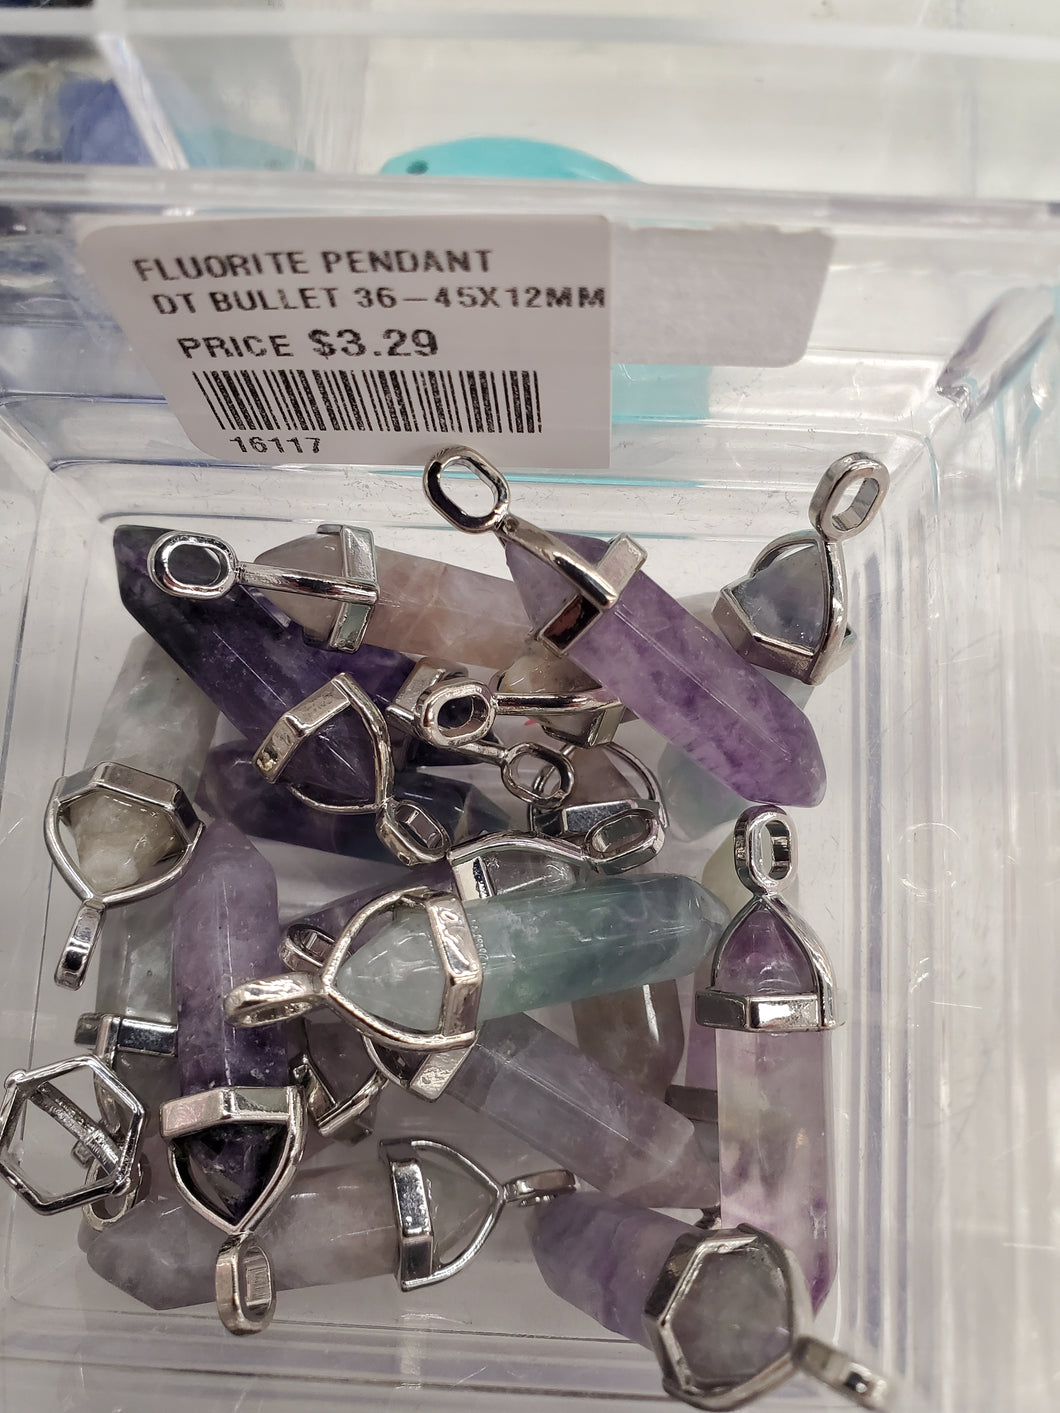 FLUORITE PENDANT
DT BULLET 36-45X12MM
PRICE $3.29
16117